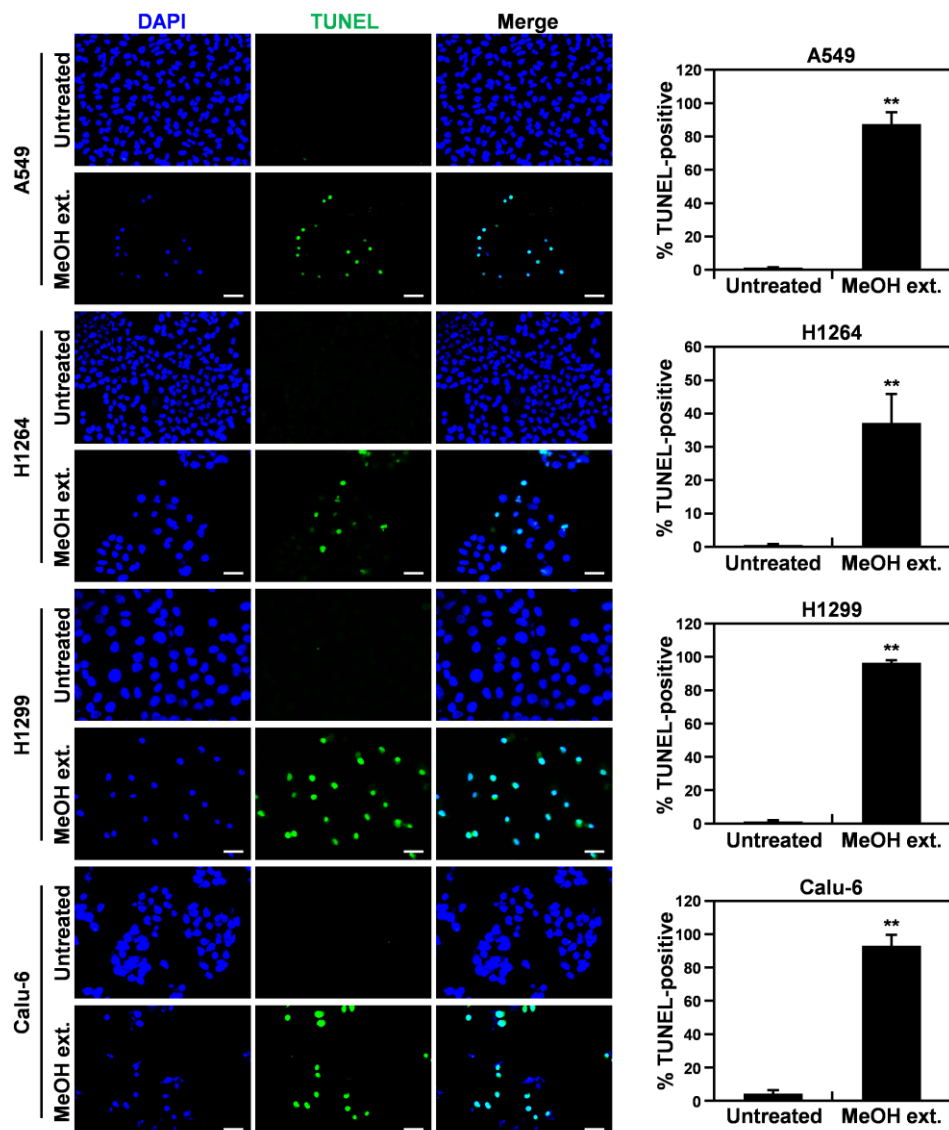 DAPI TUNEL Merge
A549
Untreated
MeOH ext.
H1264
Untreated
MeOH ext.
H1299
Untreated
MeOH ext.
Calu-6
Untreated
MeOH ext.
A549
% TUNEL-positive
120
100
80
60
40
20
0
**
Untreated MeOH ext.
H1264
% TUNEL-positive
60
50
40
30
20
10
0
**
Untreated MeOH ext.
H1299
% TUNEL-positive
120
100
80
60
40
20
0
**
Untreated MeOH ext.
Calu-6
% TUNEL-positive
120
100
80
60
40
20
0
**
Untreated MeOH ext.